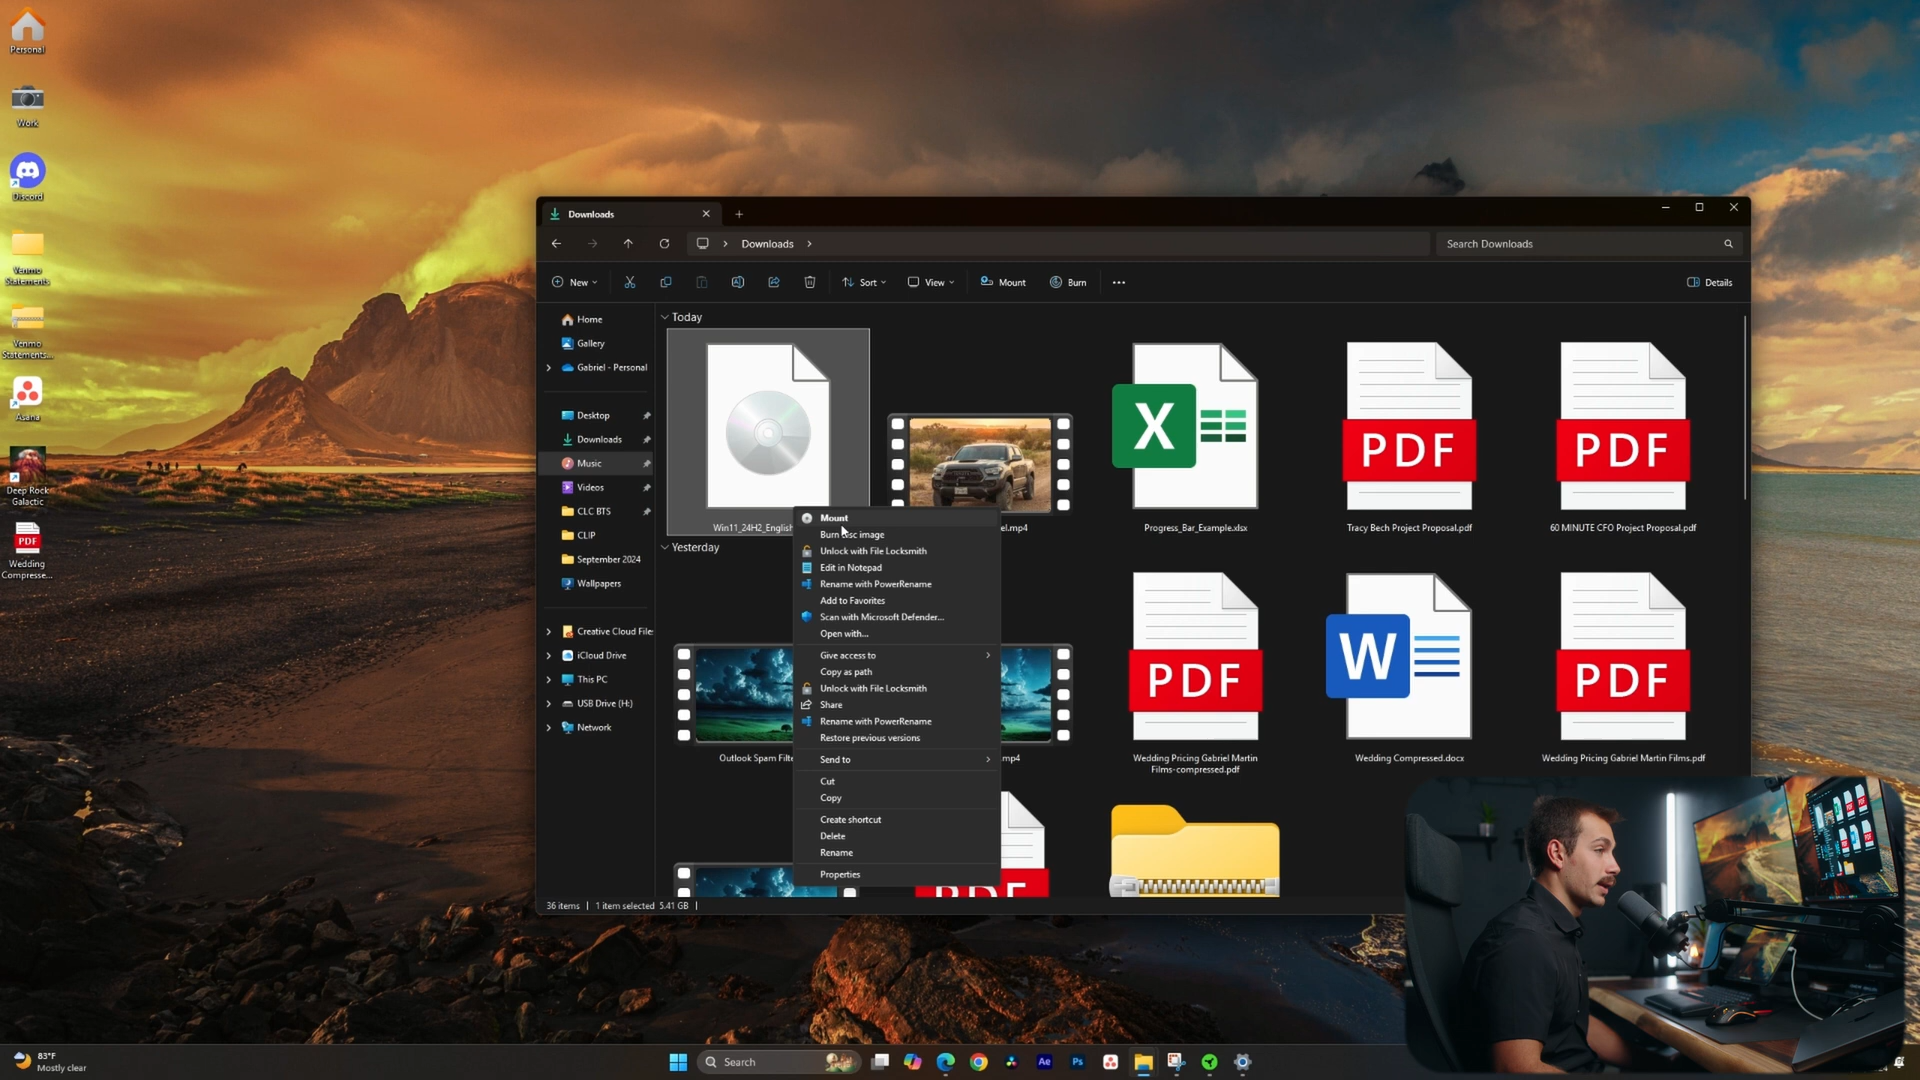 Personal
Work
Discord
Venmo
Statements
Venmo
Statements...
Asana
Deep Rock
Galactic
PDF
Wedding
Compresse...
Downloads
Downloads
Search Downloads
New
Sort
View
Mount
Burn
Details
Home
Gallery
Gabriel - Personal
Desktop
Downloads
Music
Videos
CLC BTS
CLIP
September 2024
Wallpapers
Creative Cloud File
iCloud Drive
This PC
USB Drive (H:)
Network
Today
X
PDF
PDF
Win11_24H2_English
el.mp4
Progress_Bar_Example.xlsx
Tracy Bech Project Proposal.pdf
60 MINUTE CFO Project Proposal.pdf
Yesterday
PDF
W
PDF
Outlook Spam Filte
mp4
Wedding Pricing Gabriel Martin
Films-compressed.pdf
Wedding Compressed.docx
Wedding Pricing Gabriel Martin Films.pdf
PDF
Mount
Burn disc image
Unlock with File Locksmith
Edit in Notepad
Rename with PowerRename
Add to Favorites
Scan with Microsoft Defender...
Open with...
Give access to
Copy as path
Unlock with File Locksmith
Share
Rename with PowerRename
Restore previous versions
Send to
Cut
Copy
Create shortcut
Delete
Rename
Properties
36 items
1 item selected 5.41 GB
83°F
Mostly clear
Search
Ae
Ps